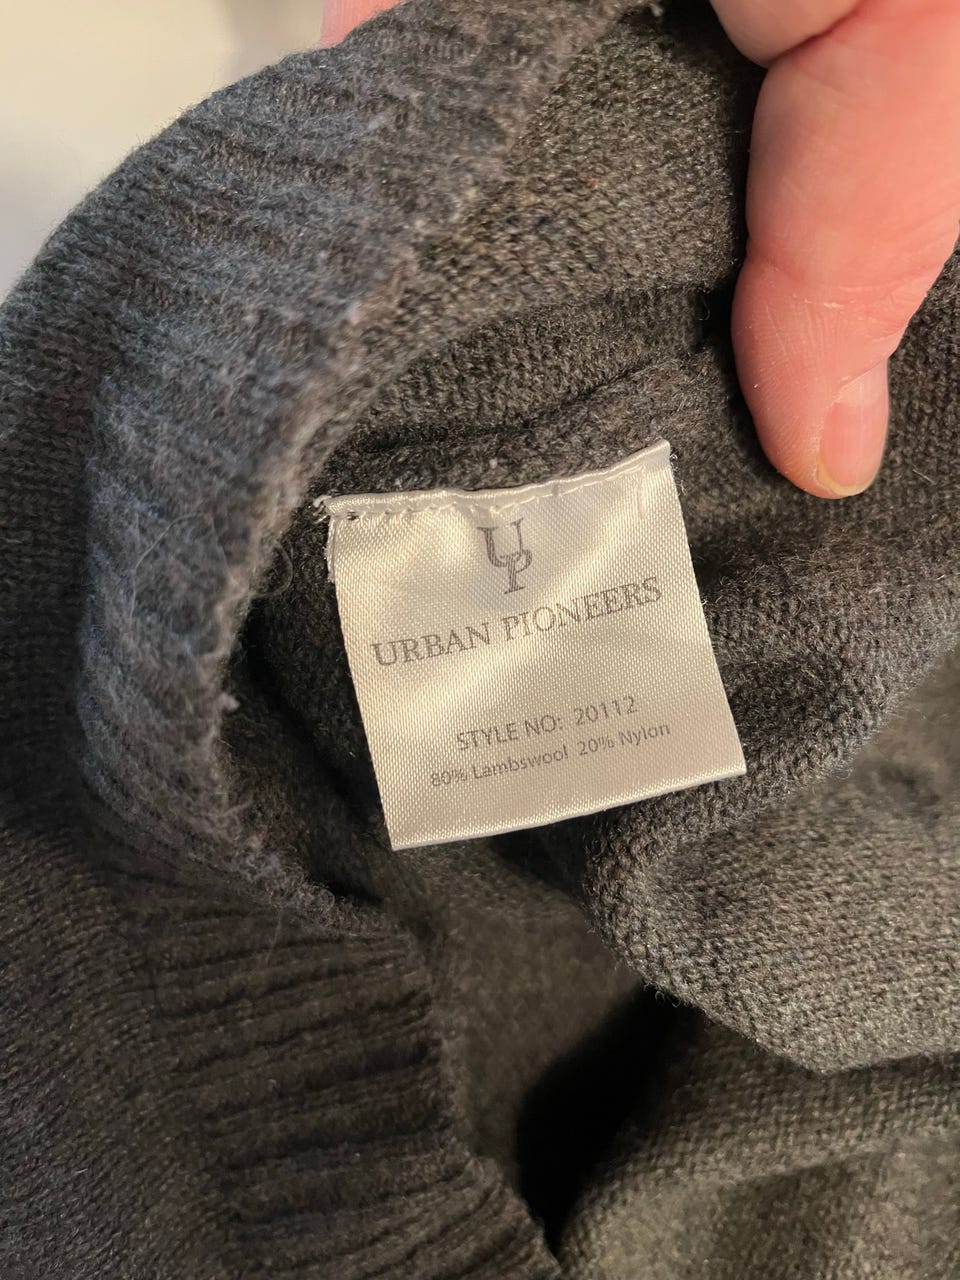 UP
URBAN PIONEERS
STYLE NO: 20112
80% Lambswool 20% Nylon